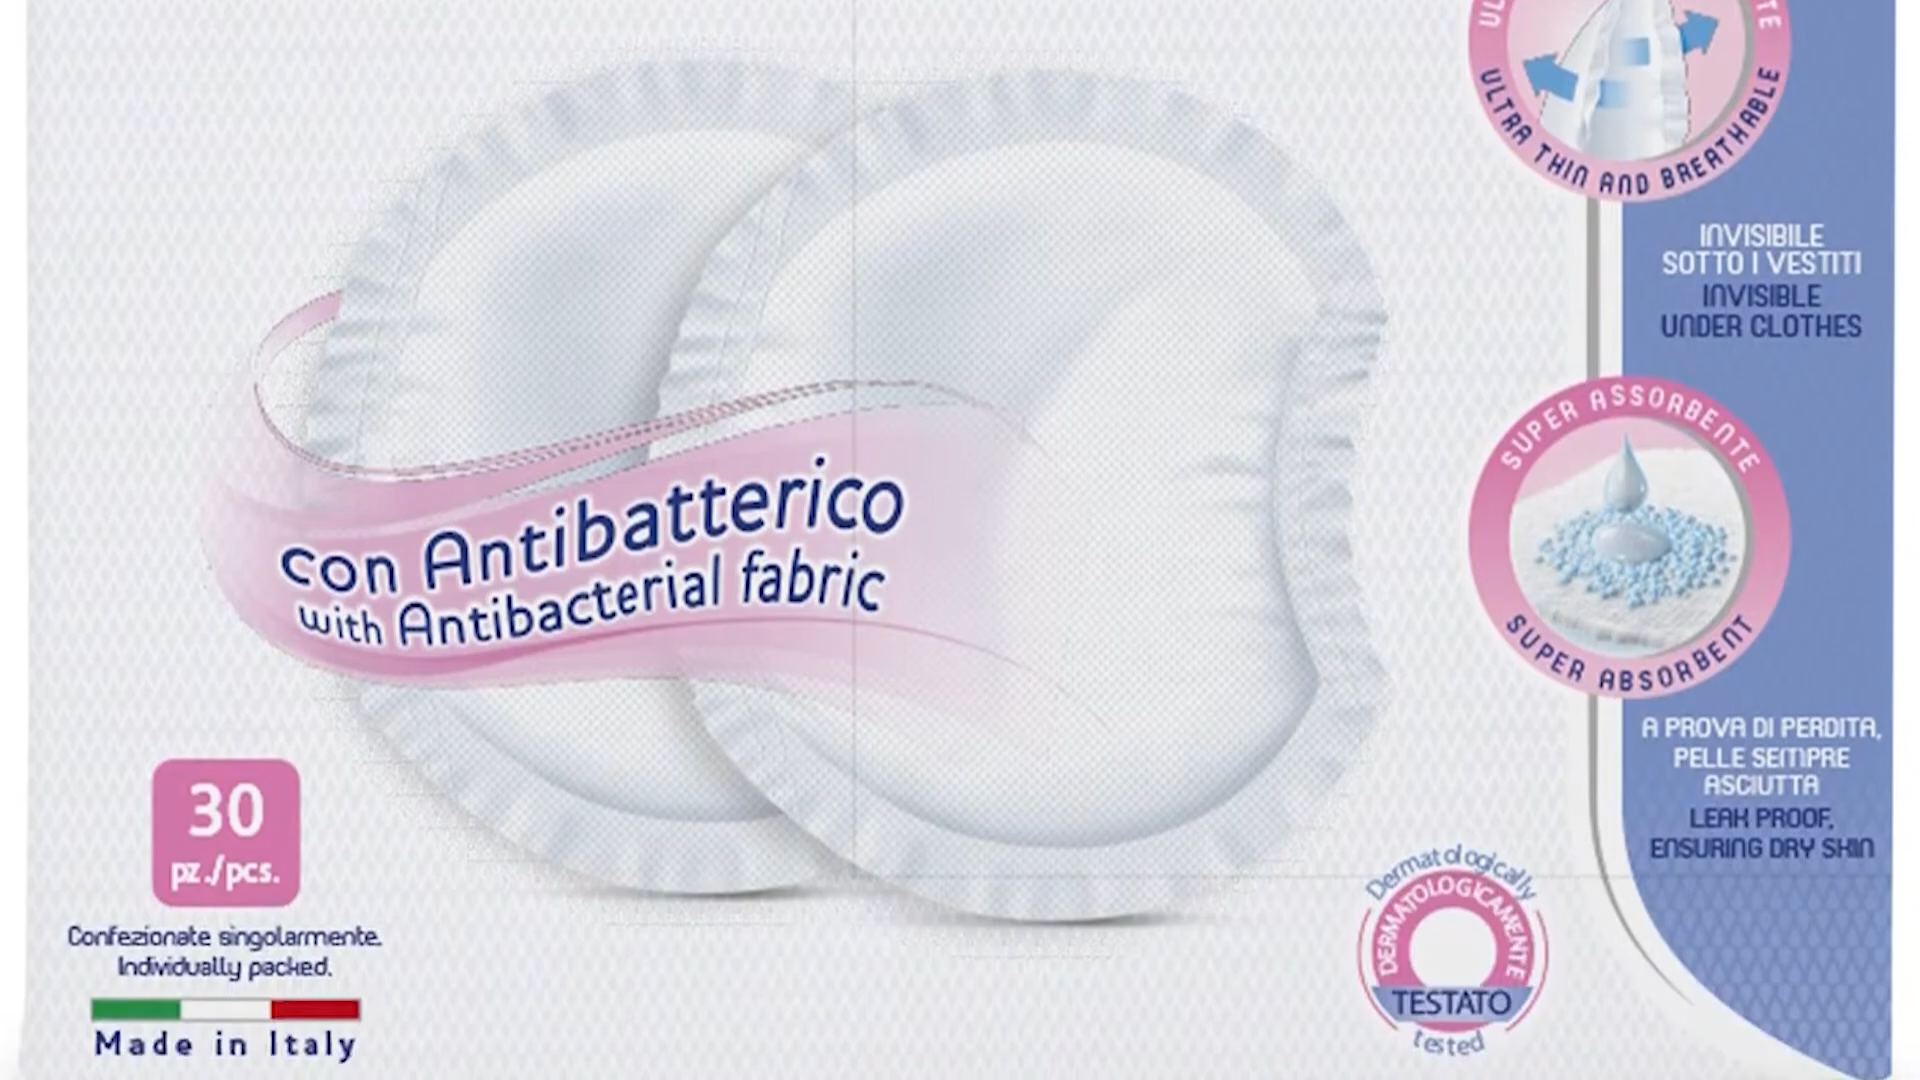 ULTRA THIN AND BREATHABLE
INVISIBILE
SOTTO I VESTITI
INVISIBLE
UNDER CLOTHES
SUPER ASSORBENTE
SUPER ABSORBENT
con Antibatterico
with Antibacterial fabric
A PROVA DI PERDITA,
PELLE SEMPRE
ASCIUTTA
LEAK PROOF,
ENSURING DRY SKIN
30
pz./pcs.
Confezionate singolarmente.
Individually packed.
Made in Italy
Dermatologically
DERMATOLOGICAMENTE
TESTATO
tested